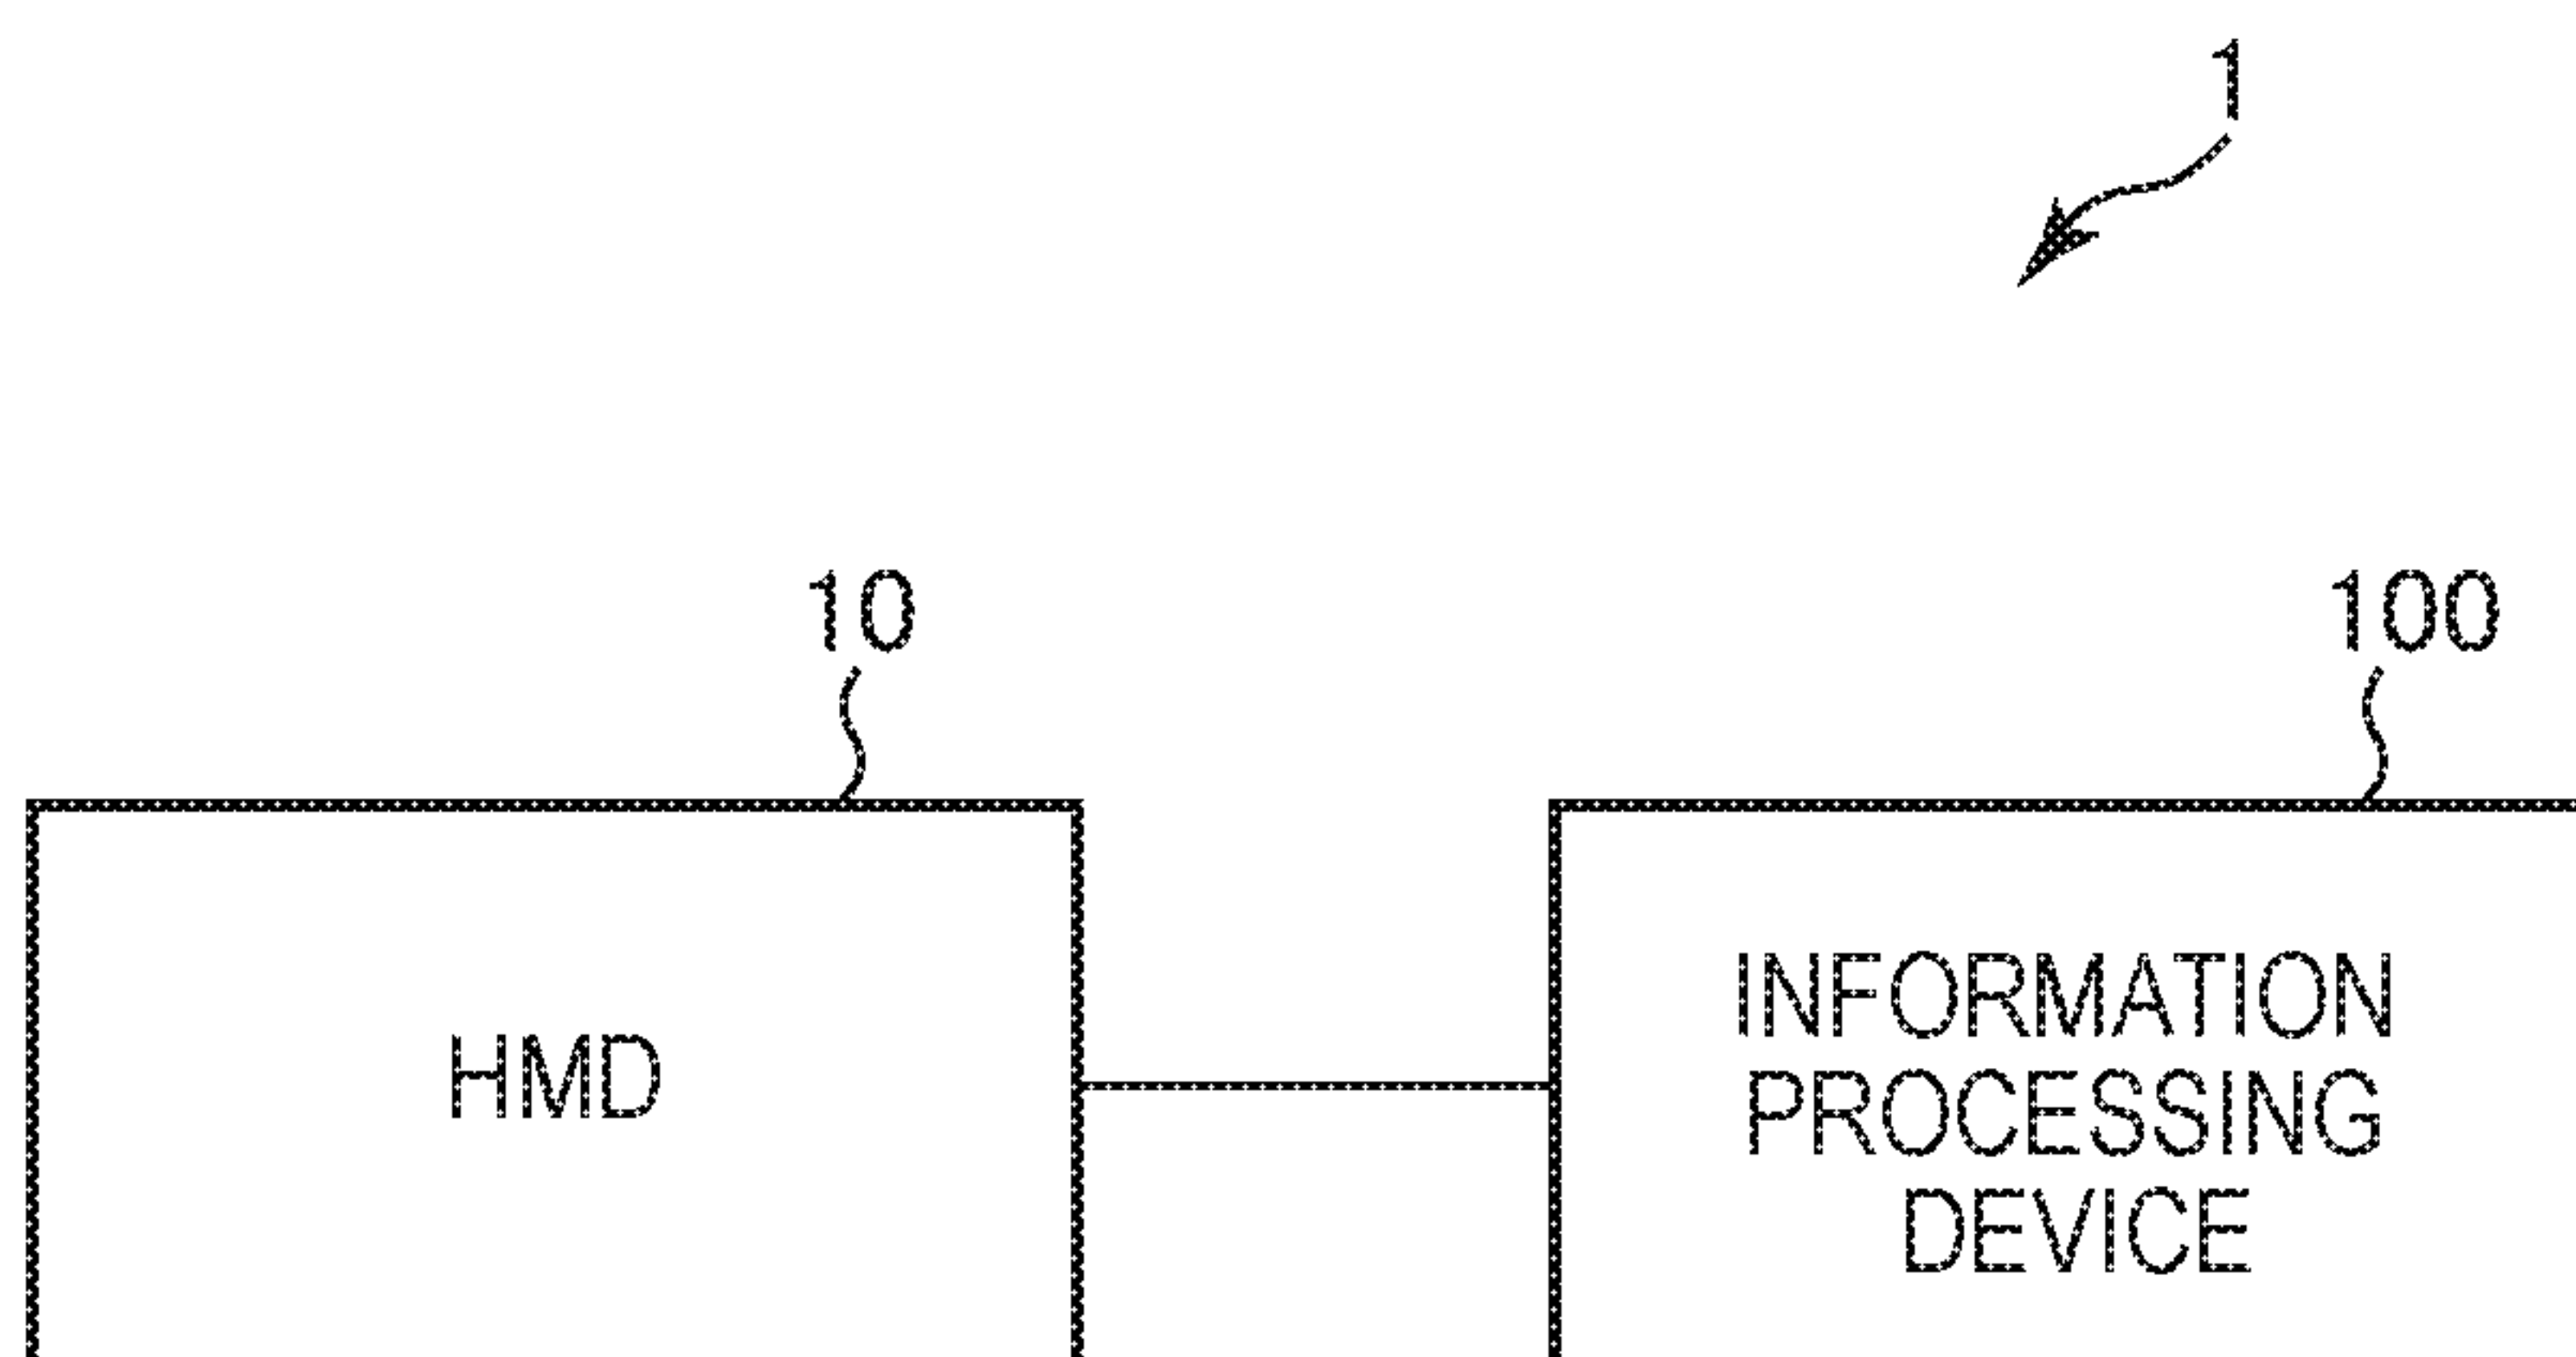 1
10
100
HMD
INFORMATION
PROCESSING
DEVICE